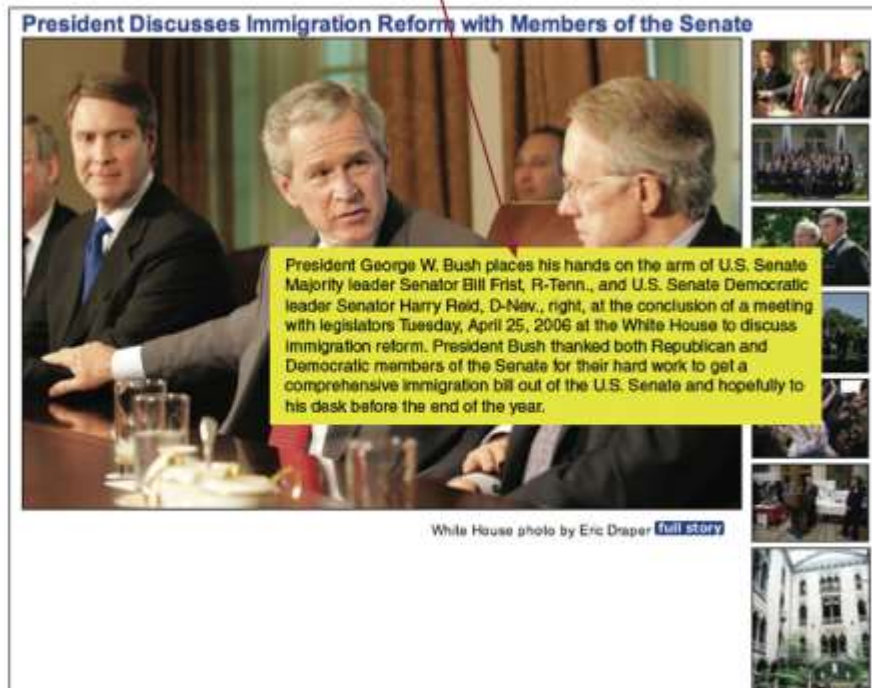 President Discusses Immigration Reform with Members of the Senate
President George W. Bush places his hands on the arm of U.S. Senate
Majority leader Senator Bill Frist, R-Tenn., and U.S. Senate Democratic
leader Senator Harry Reid, D-Nev., right, at the conclusion of a meeting
with legislators Tuesday, April 25, 2006 at the White House to discuss
immigration reform. President Bush thanked both Republican and
Democratic members of the Senate for their hard work to get a
comprehensive immigration bill out of the U.S. Senate and hopefully to
his desk before the end of the year.
White House photo by Eric Draper full story